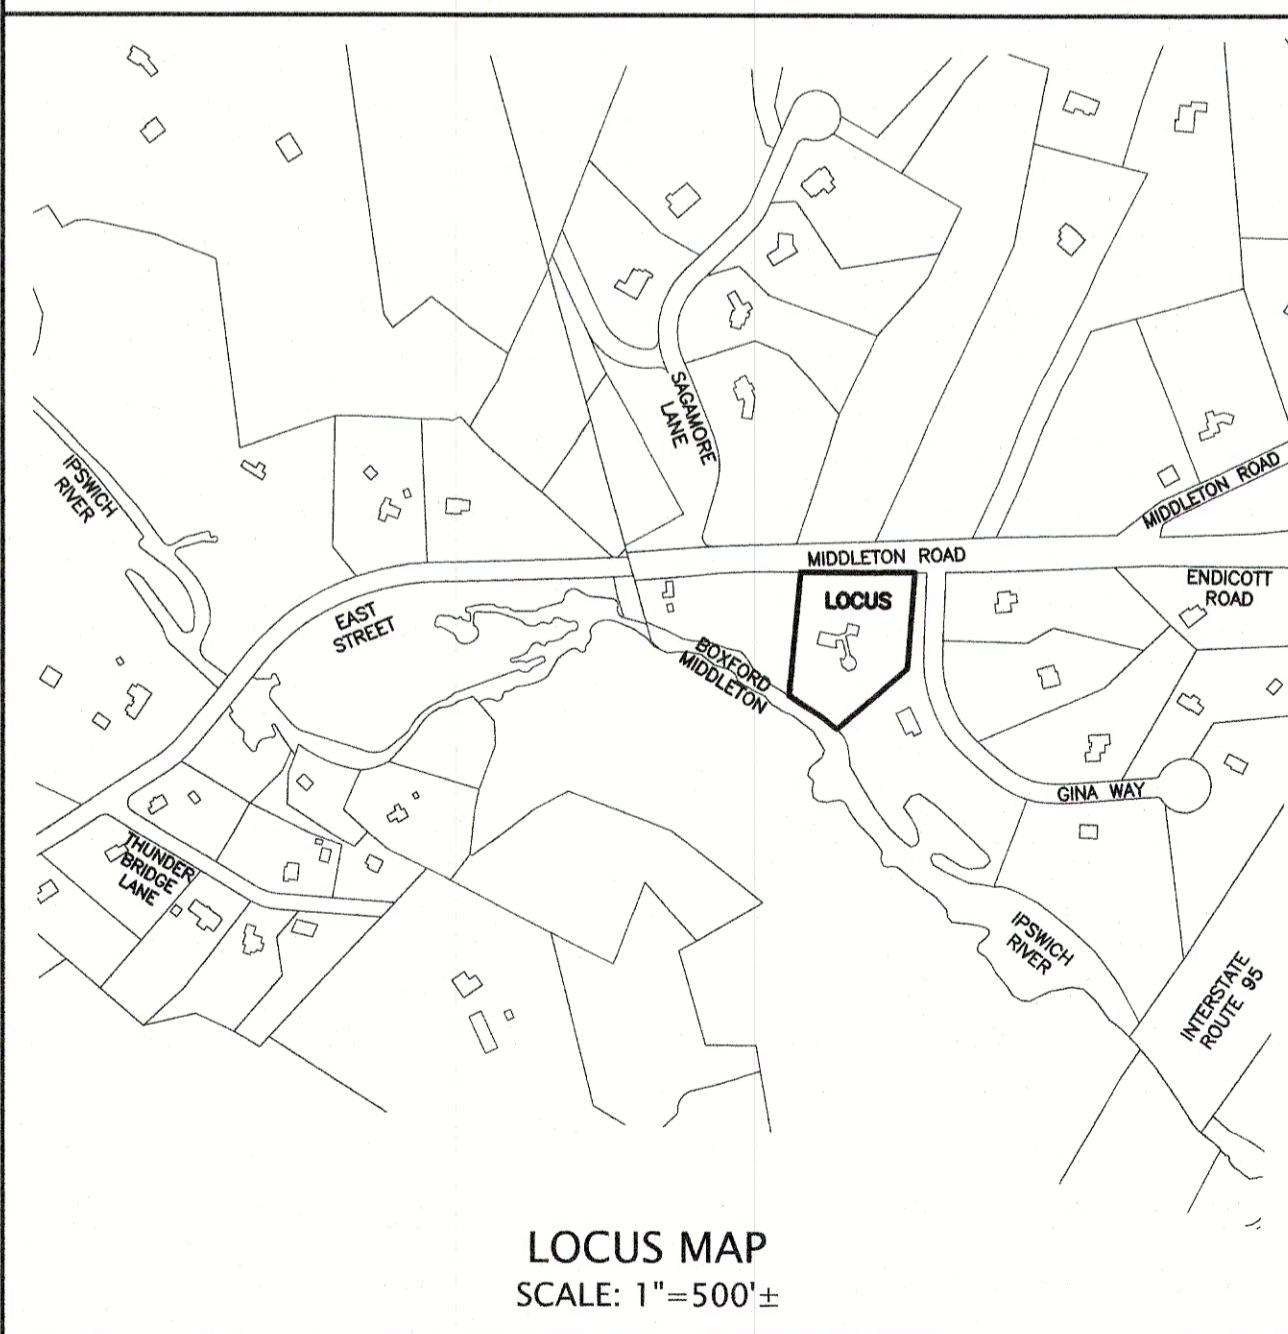 SAGAMORE
LANE
IPSWICH
RIVER
MIDDLETON ROAD
MIDDLETON ROAD
ENDICOTT
ROAD
LOCUS
EAST
STREET
BOXFORD
MIDDLETON
GINA WAY
THUNDER
BRIDGE
LANE
IPSWICH
RIVER
INTERSTATE
ROUTE 95
LOCUS MAP
SCALE: 1"=500'±